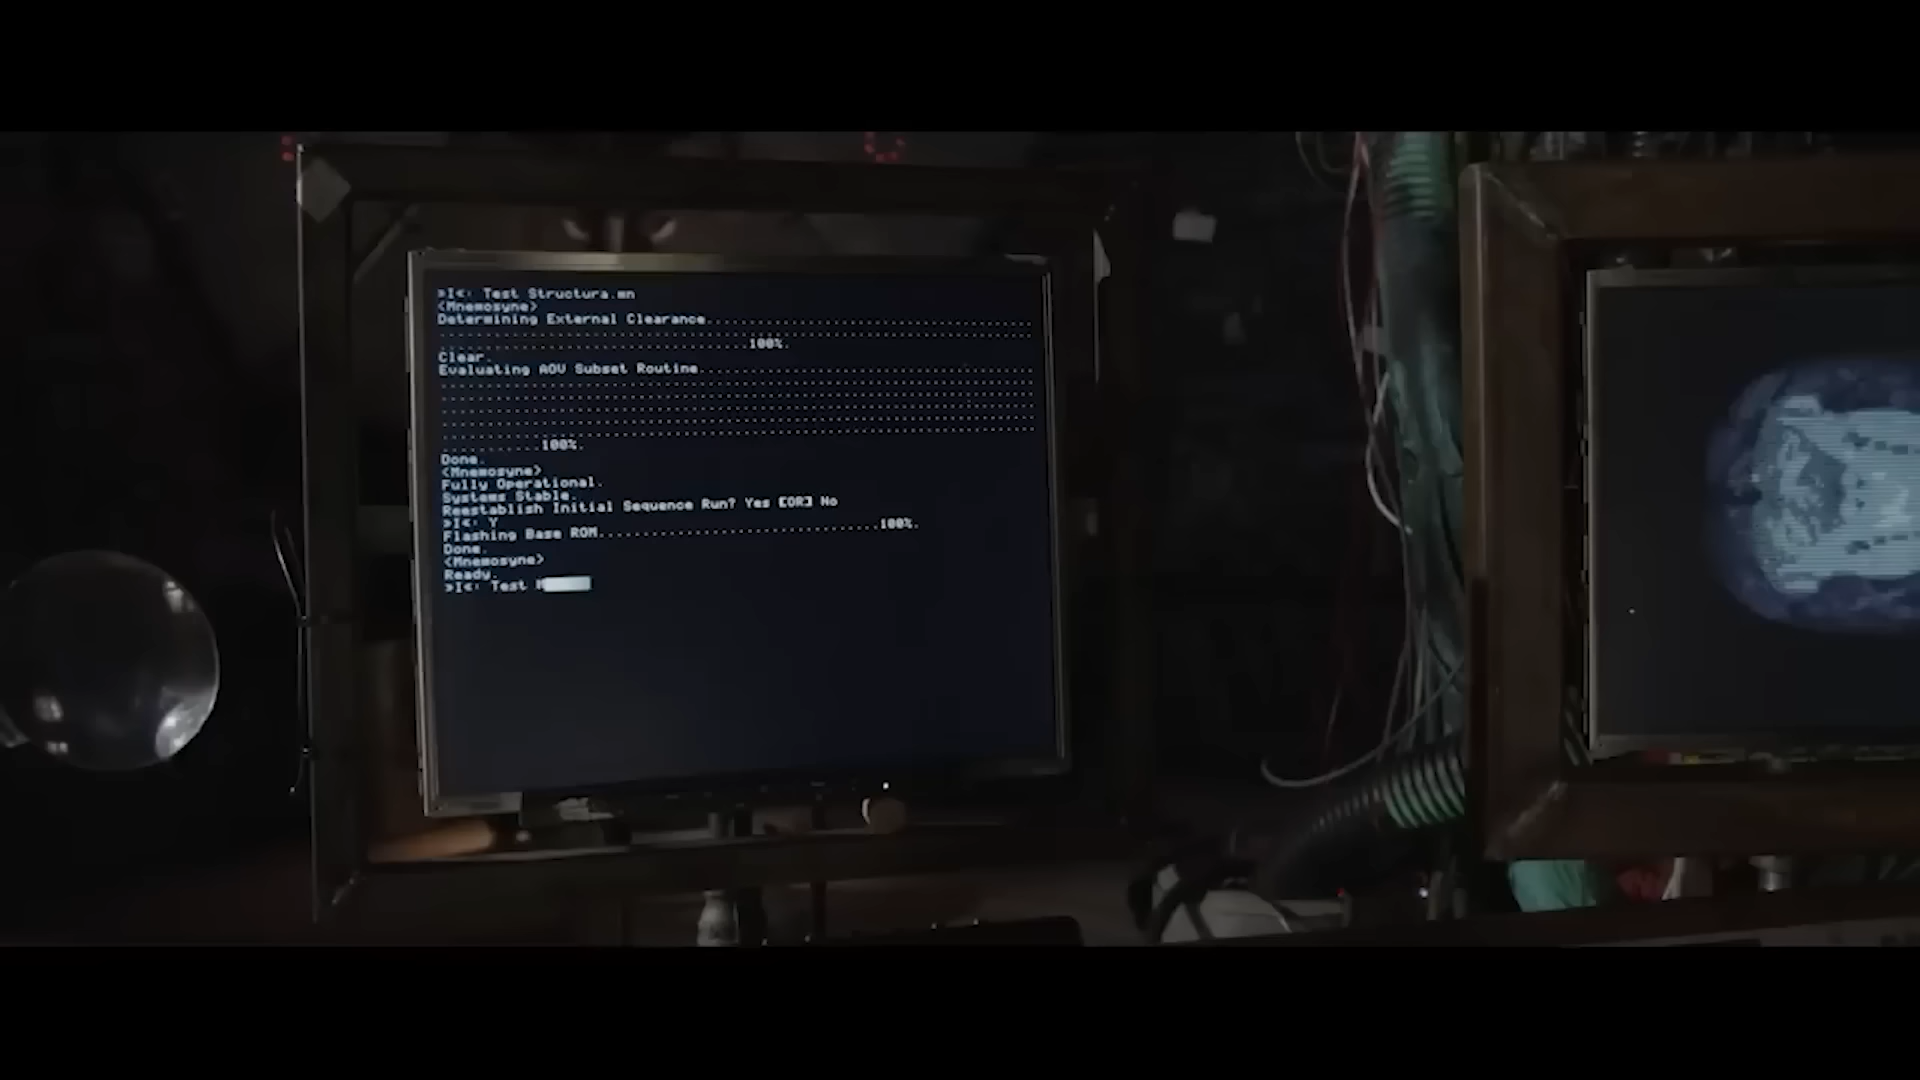 »I«: Test Structura.mn
<Mnemosyne>
Determining External Clearance...............................................
.........................................100%.
Clear.
Evaluating AOV Subset Routine................................................
.............100%.
Done.
<Mnemosyne>
Fully Operational.
Systems Stable.
Reestablish Initial Sequence Run? Yes [OR] No
»I«: Y
Flashing Base ROM.....................................100%.
Done.
<Mnemosyne>
Ready.
»I«: Test